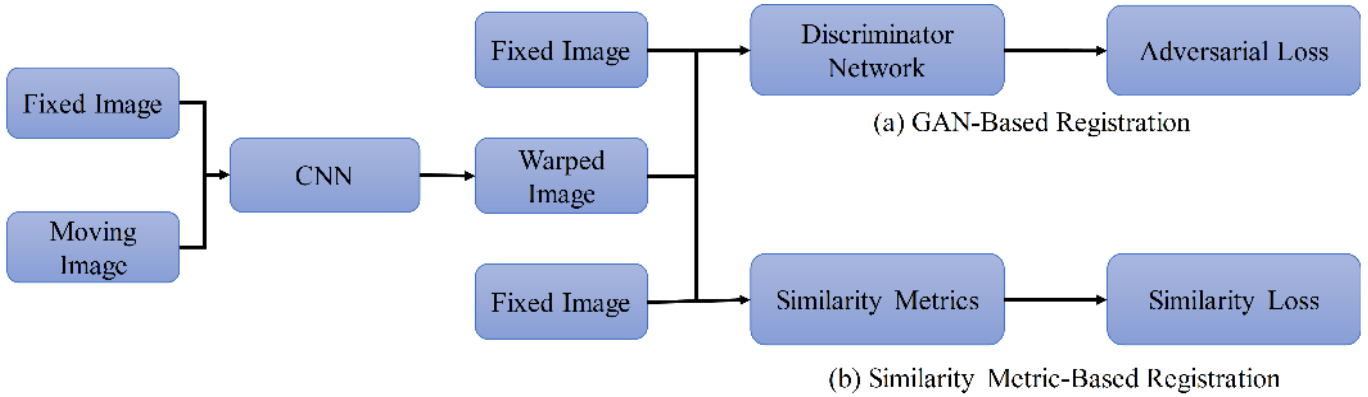 Fixed Image
Moving
Image
CNN
Fixed Image
Warped
Image
Fixed Image
Discriminator
Network
Adversarial Loss
(a) GAN-Based Registration
Similarity Metrics
Similarity Loss
(b) Similarity Metric-Based Registration